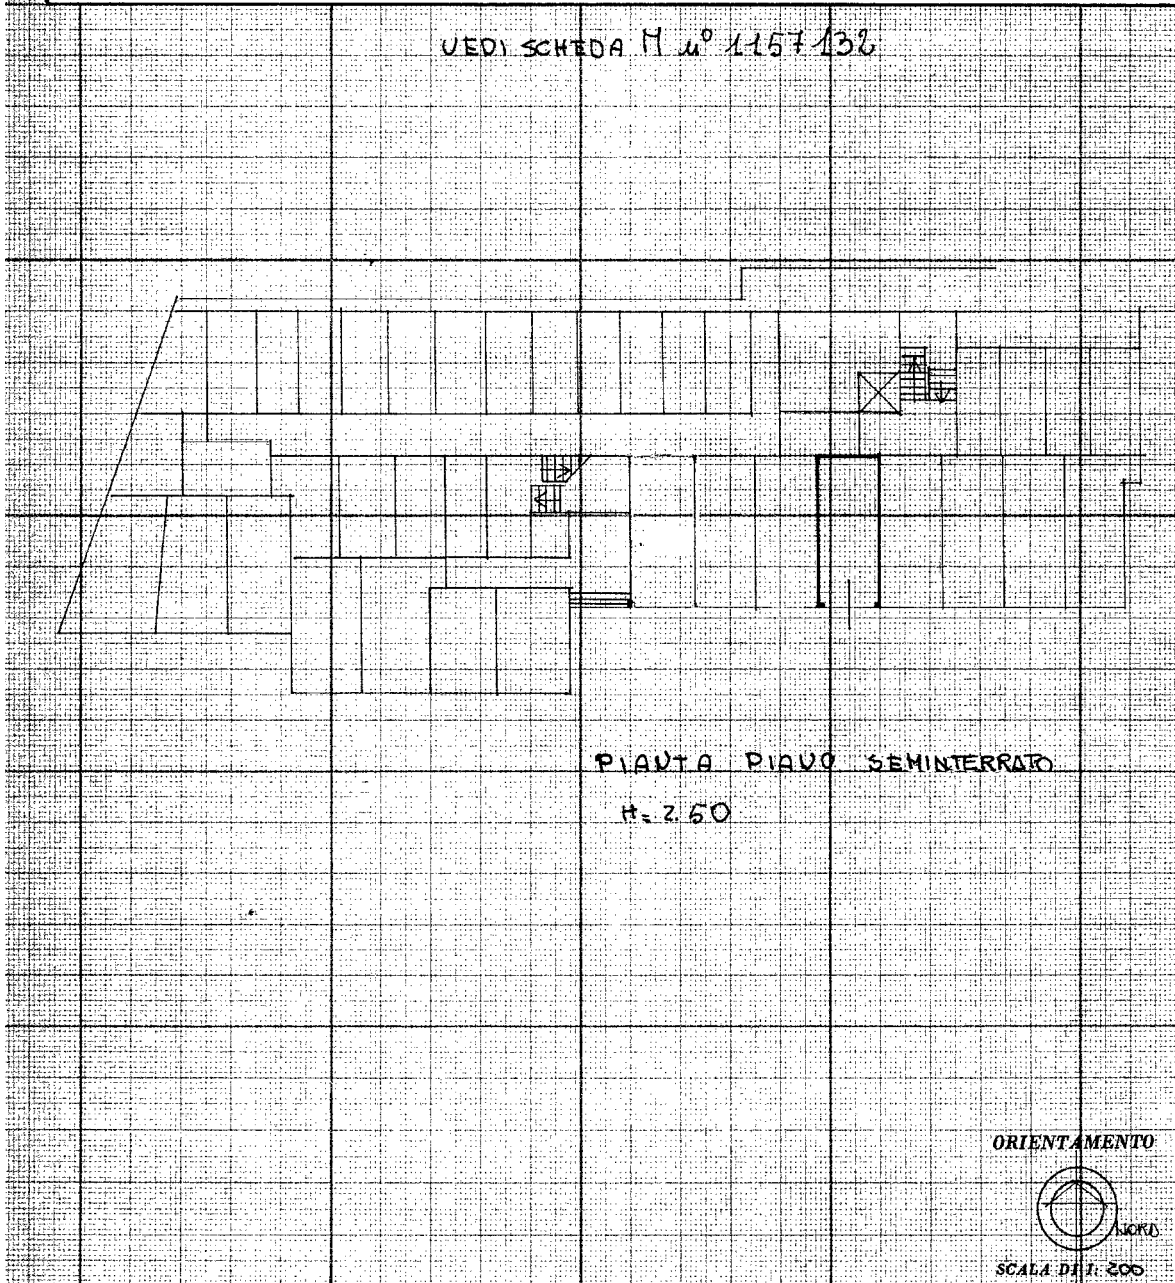 VEDI SCHEDA M n° 1157132
PIANTA PIANO SEMINTERRATO
H= 2.50
ORIENTAMENTO
NORD
SCALA DI 1: 200